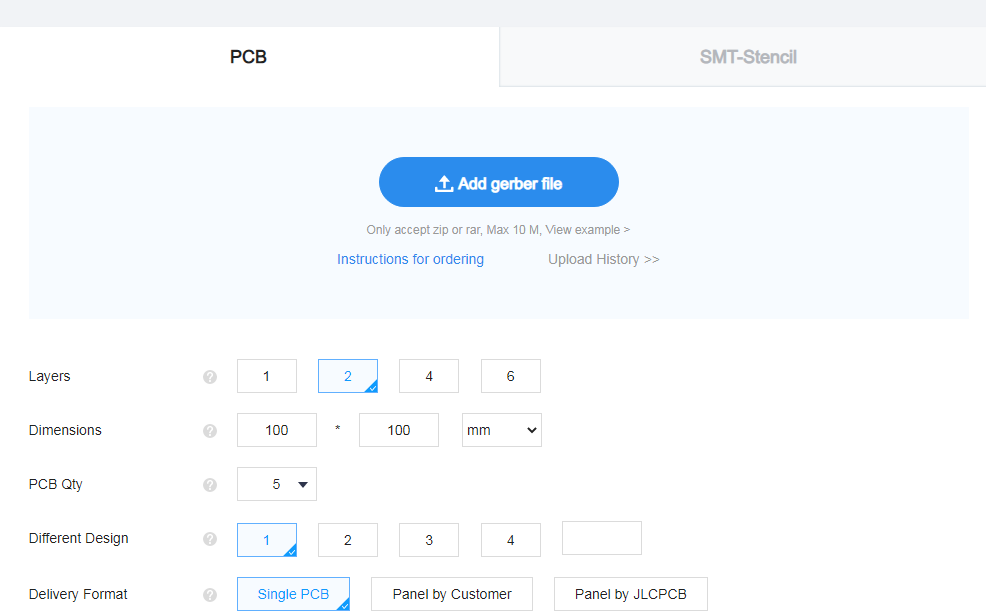 PCB SMT-Stencil
Add gerber file
Only accept zip or rar, Max 10 M, View example >
Instructions for ordering Upload History >>
Layers ? 1 2 4 6
Dimensions ? 100 * 100 mm
PCB Qty ? 5
Different Design ? 1 2 3 4
Delivery Format ? Single PCB Panel by Customer Panel by JLCPCB